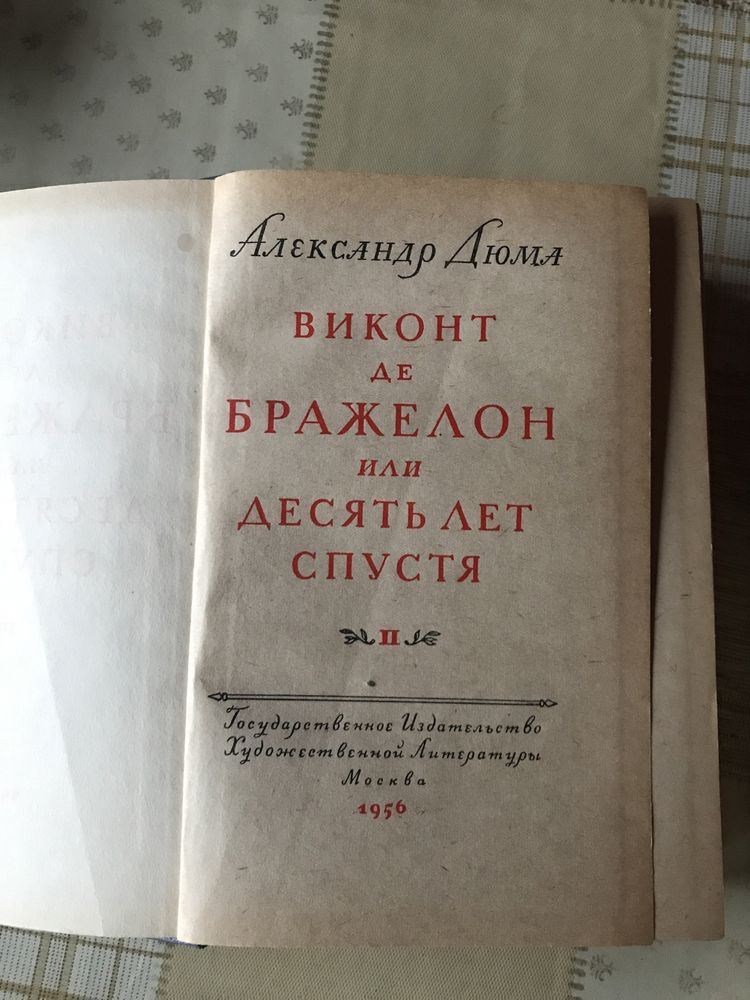 Александр Дюма
ВИКОНТ
ДЕ
БРАЖЕЛОН
ИЛИ
ДЕСЯТЬ ЛЕТ
СПУСТЯ
II
Государственное Издательство
Художественной Литературы
Москва
1956